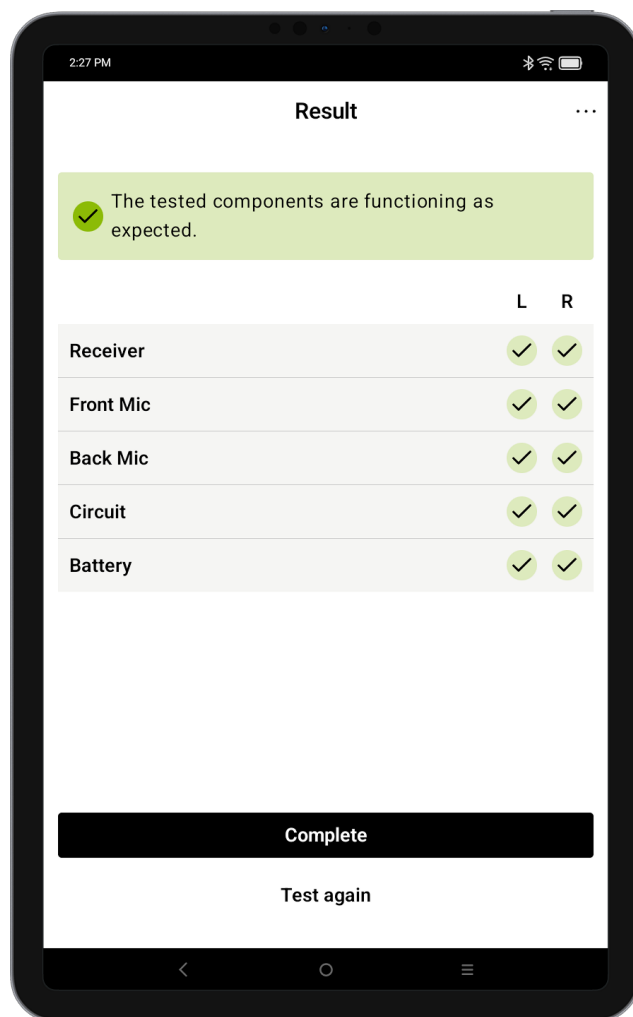 2:27 PM
Result
The tested components are functioning as
expected.
L R
Receiver
Front Mic
Back Mic
Circuit
Battery
Complete
Test again